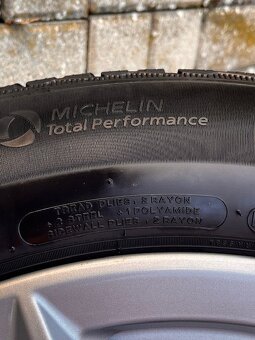 MICHELIN
Total Performance
TREAD PLIES: 2 RAYON
2 STEEL & 1 POLYAMIDE
SIDEWALL PLIES: 2 RAYON